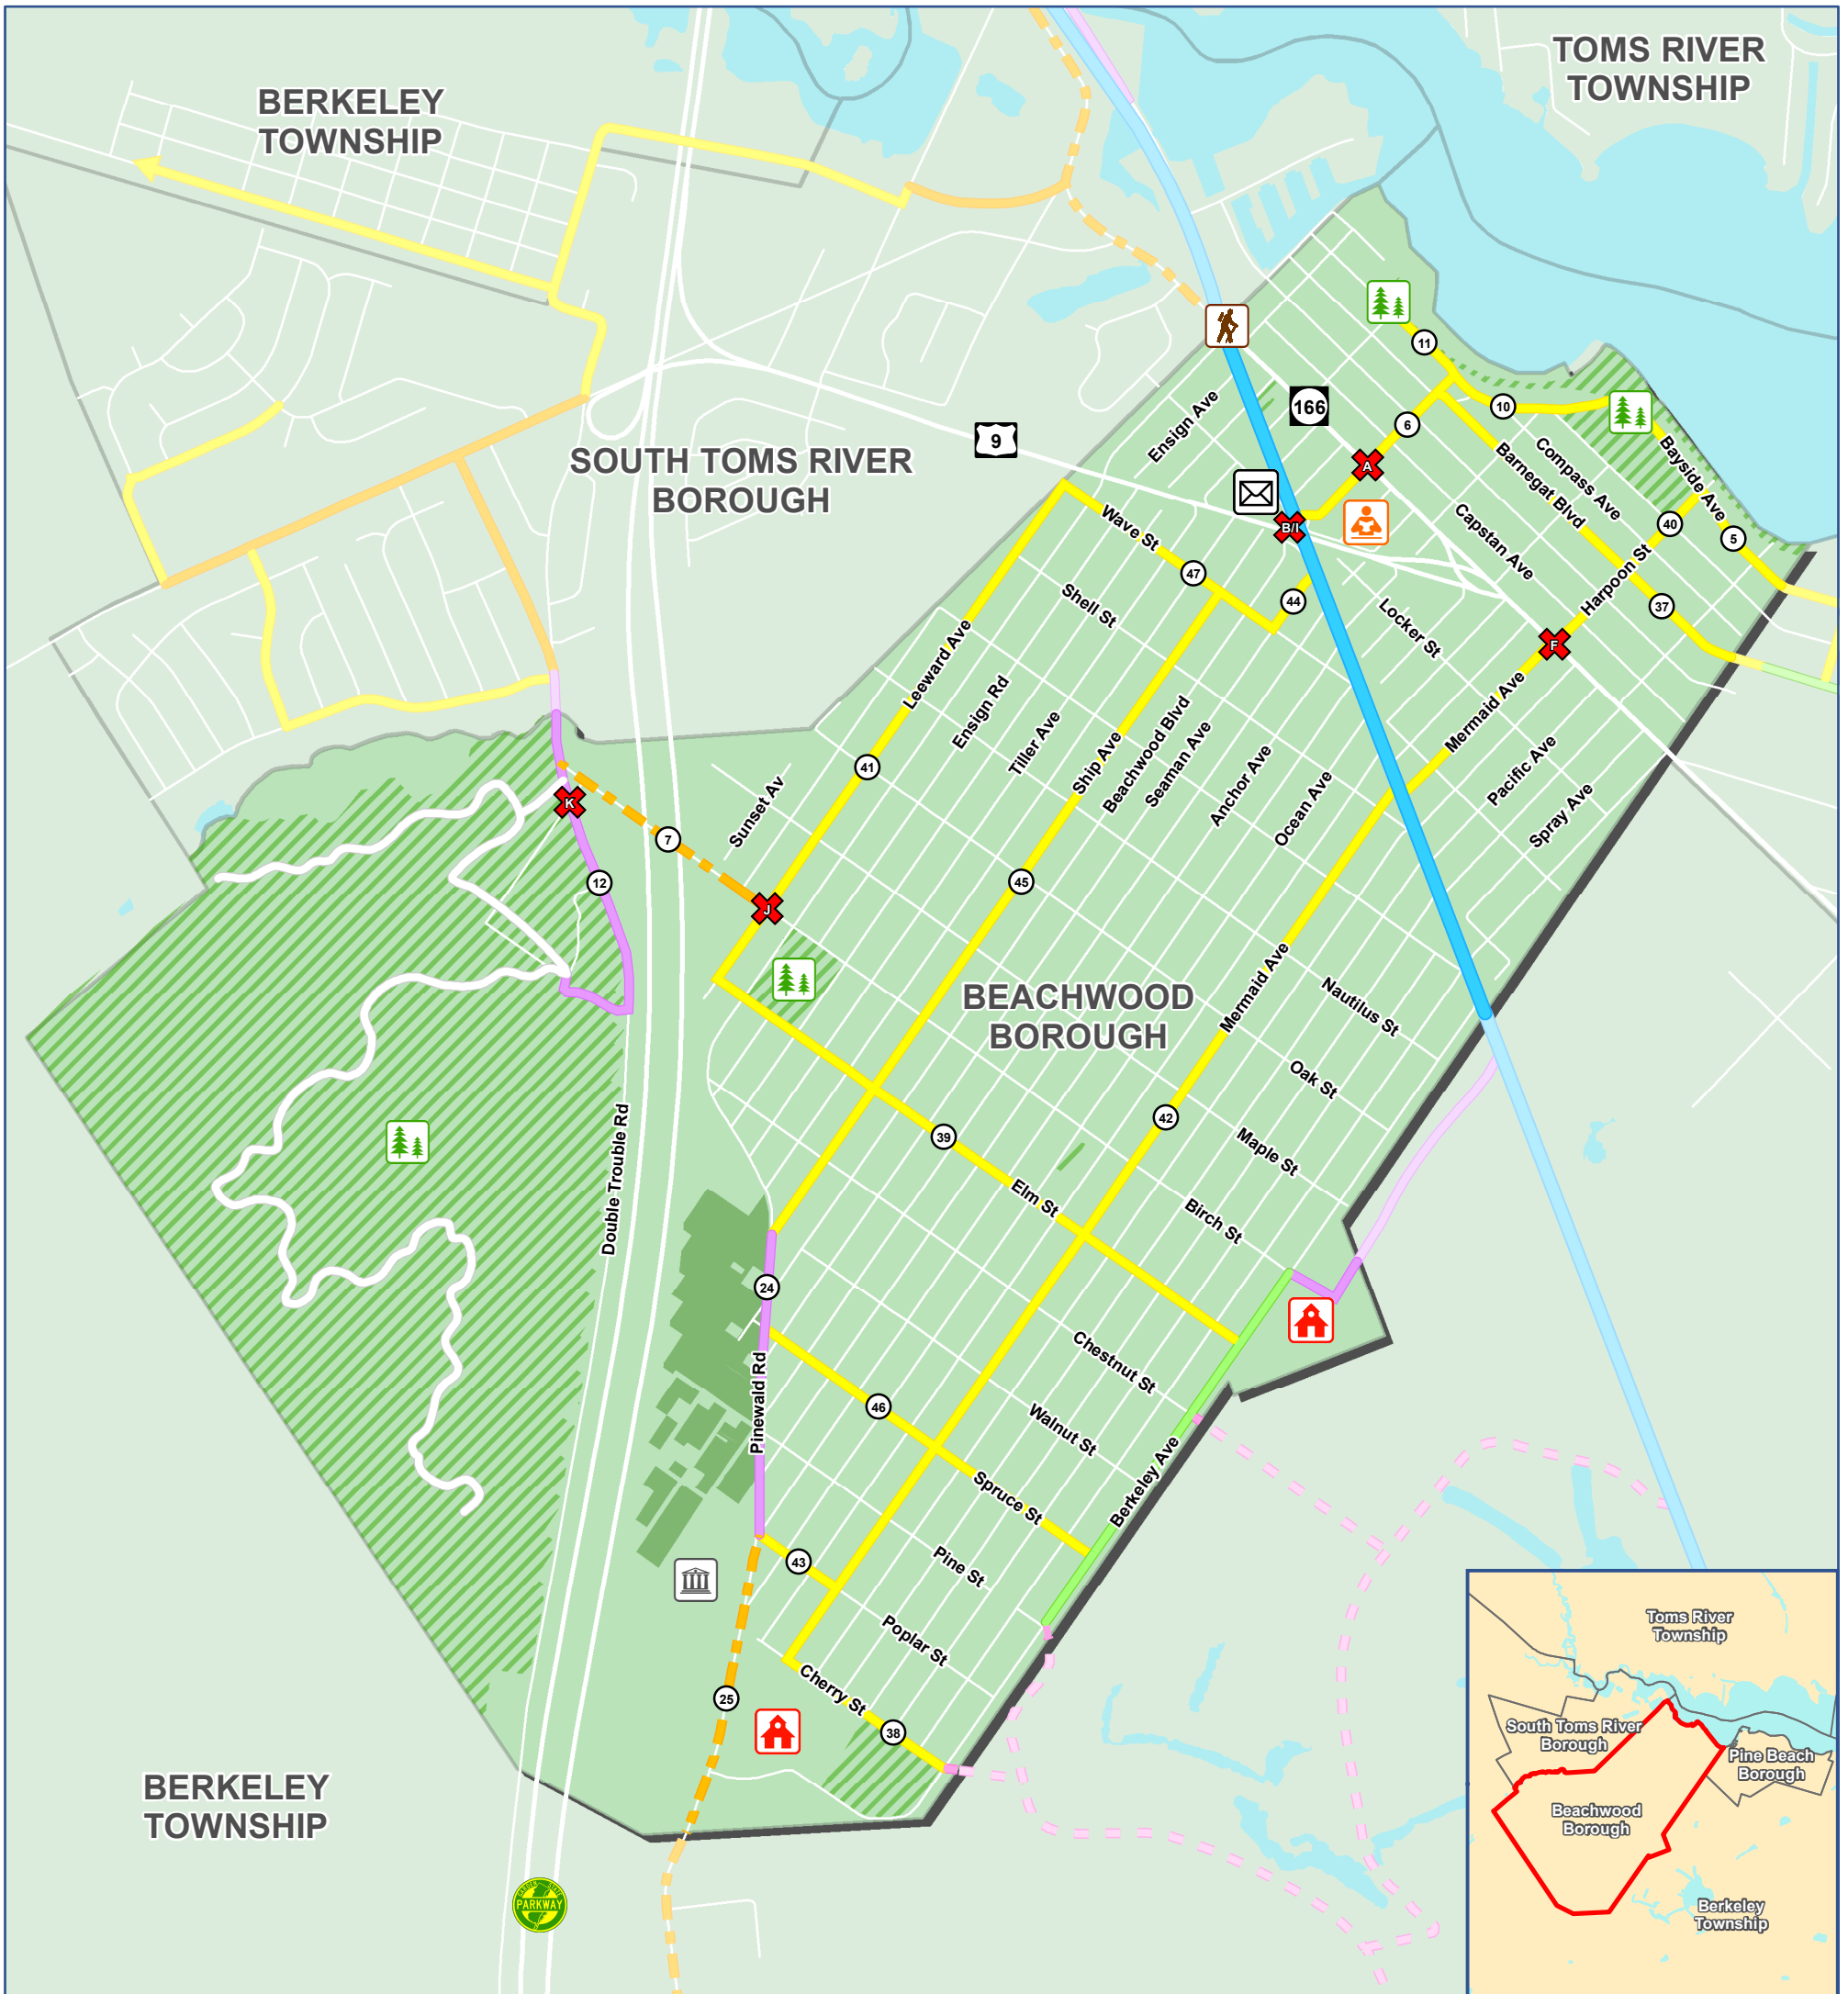 TOMS RIVER
TOWNSHIP
BERKELEY
TOWNSHIP
11
166
Ensign Ave
10
6
9
SOUTH TOMS RIVER
BOROUGH
A
Compass Ave
Bayside Ave
Barnegat Blvd
B/I
Wave St
Capstan Ave
40
5
47
Harpoon St
44
Shell St
37
Locker St
F
Leeward Ave
Ensign Rd
Mermaid Ave
Tiller Ave
Beachwood Blvd
Ship Ave
Seaman Ave
41
Pacific Ave
Anchor Ave
Ocean Ave
Sunset Av
Spray Ave
K
7
12
45
J
Mermaid Ave
BEACHWOOD
BOROUGH
Nautilus St
Oak St
42
39
Maple St
Double Trouble Rd
Elm St
Birch St
24
Chestnut St
Pinewald Rd
46
Walnut St
Berkeley Ave
Spruce St
43
Pine St
Poplar St
25
Cherry St
38
BERKELEY
TOWNSHIP
GARDEN STATE
PARKWAY
Toms River
Township
South Toms River
Borough
Pine Beach
Borough
Beachwood
Borough
Berkeley
Township